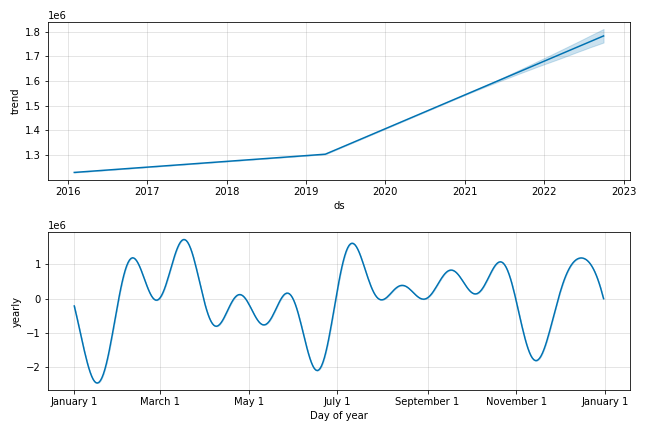 1e6
1.8
1.7
1.6
1.5
1.4
1.3
trend
2016 2017 2018 2019 2020 2021 2022 2023
ds
1e6
1
0
−1
−2
yearly
January 1 March 1 May 1 July 1 September 1 November 1 January 1
Day of year